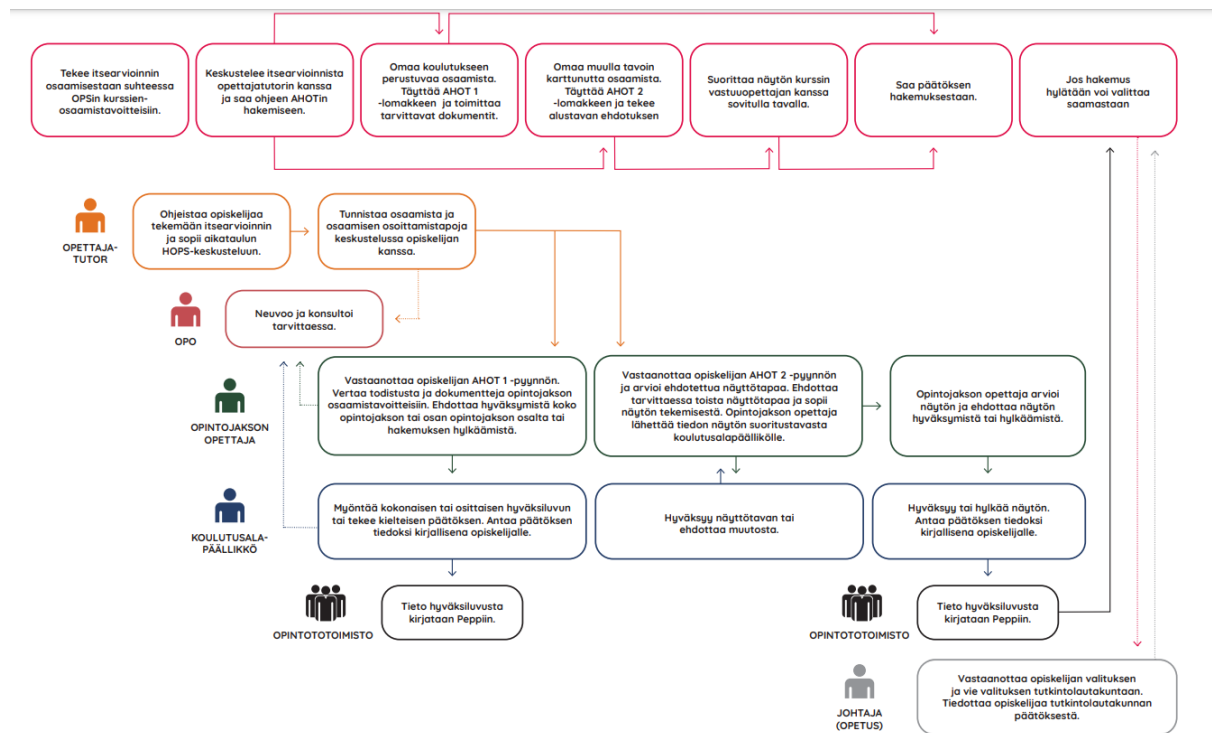 Tekee itsearvioinnin
osaamisestaan suhteessa
OPSin kurssien-
osaamistavoitteisiin.
Keskustelee itsearvioinnista
opettajatutorin kanssa
ja saa ohjeen AHOTin
hakemiseen.
Omaa koulutukseen
perustuvaa osaamista.
Täyttää AHOT 1
-lomakkeen ja toimittaa
tarvittavat dokumentit.
Omaa muulla tavoin
karttunutta osaamista.
Täyttää AHOT 2
-lomakkeen ja tekee
alustavan ehdotuksen
Suorittaa näytön kurssin
vastuuopettajan kanssa
sovitulla tavalla.
Saa päätöksen
hakemuksestaan.
Jos hakemus
hylätään voi valittaa
saamastaan
OPETTAJA-
TUTOR
Ohjeistaa opiskelijaa
tekemään itsearvioinnin
ja sopii aikataulun
HOPS-keskusteluun.
Tunnistaa osaamista ja
osaamisen osoittamistapoja
keskustelussa opiskelijan
kanssa.
OPO
Neuvoo ja konsultoi
tarvittaessa.
OPINTOJAKSON
OPETTAJA
Vastaanottaa opiskelijan AHOT 1 -pyynnön.
Vertaa todistusta ja dokumentteja opintojakson
osaamistavoitteisiin. Ehdottaa hyväksymistä koko
opintojakson tai osan opintojakson osalta tai
hakemuksen hylkäämistä.
Vastaanottaa opiskelijan AHOT 2 -pyynnön
ja arvioi ehdotettua näyttötapaa. Ehdottaa
tarvittaessa toista näyttötapaa ja sopii
näytön tekemisestä. Opintojakson opettaja
lähettää tiedon näytön suoritustavasta
koulutusalapäällikölle.
Opintojakson opettaja arvioi
näytön ja ehdottaa näytön
hyväksymistä tai hylkäämistä.
KOULUTUSALA-
PÄÄLLIKKÖ
Myöntää kokonaisen tai osittaisen hyväksiluvun
tai tekee kielteisen päätöksen. Antaa päätöksen
tiedoksi kirjallisena opiskelijalle.
Hyväksyy näyttötavan tai
ehdottaa muutosta.
Hyväksyy tai hylkää näytön.
Antaa päätöksen tiedoksi
kirjallisena opiskelijalle.
OPINTOTOTOIMISTO
Tieto hyväksiluvusta
kirjataan Peppiin.
OPINTOTOTOIMISTO
Tieto hyväksiluvusta
kirjataan Peppiin.
JOHTAJA
(OPETUS)
Vastaanottaa opiskelijan valituksen
ja vie valituksen tutkintolautakuntaan.
Tiedottaa opiskelijaa tutkintolautakunnan
päätöksestä.